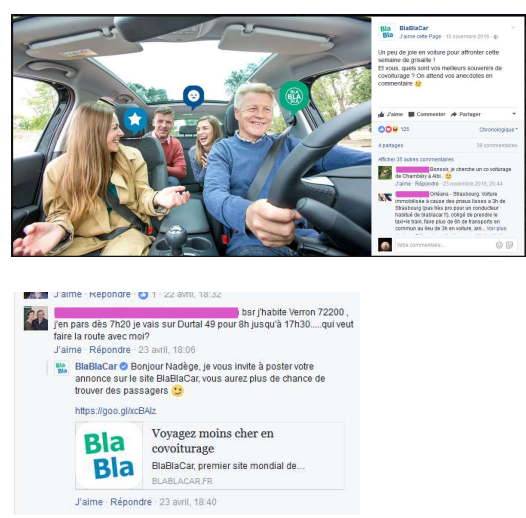 BLA
BLA
Bla
Bla
BlaBlaCar
J'aime cette Page · 15 novembre 2016 ·
Un peu de joie en voiture pour affronter cette
semaine de grisaille !
Et vous, quels sont vos meilleurs souvenirs de
covoiturage ? On attend vos anecdotes en
commentaire
J'aime Commenter Partager
125 Chronologique
4 partages 39 commentaires
Afficher 35 autres commentaires
Bonsoir, je cherche un co voiturage
de Chambéry à Albi .
J'aime · Répondre · 23 novembre 2016, 20:44
Orléans - Strasbourg. Voiture
immobilisée à cause des pneus lisses a 3h de
Strasbourg (pas très pro pour un conducteur
habitué de blablacar!!), obligé de prendre le
taxi+le train, faire plus de 6h de transports en
commun au lieu de 3h en voiture, arri... Voir plus
Votre commentaire...
J'aime · Répondre · 1 · 22 avril, 18:32
bsr j'habite Verron 72200 ,
j'en pars dès 7h20 je vais sur Durtal 49 pour 8h jusqu'à 17h30.....qui veut
faire la route avec moi?
J'aime · Répondre · 23 avril, 18:06
Bla
Bla
BlaBlaCar Bonjour Nadège, je vous invite à poster votre
annonce sur le site BlaBlaCar, vous aurez plus de chance de
trouver des passagers
https://goo.gl/xcBAlz
Bla
Bla
Voyagez moins cher en
covoiturage
BlaBlaCar, premier site mondial de...
BLABLACAR.FR
J'aime · Répondre · 23 avril, 18:40